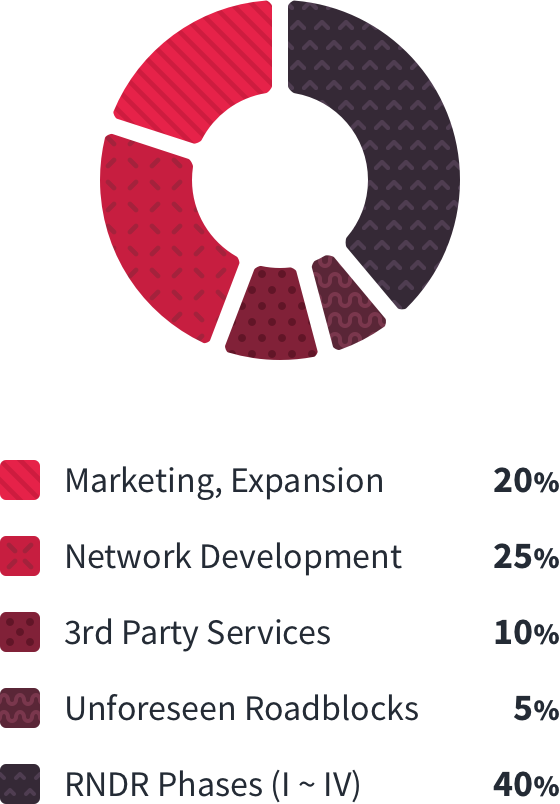 Marketing, Expansion 20%
Network Development 25%
3rd Party Services 10%
Unforeseen Roadblocks 5%
RNDR Phases (I ~ IV) 40%